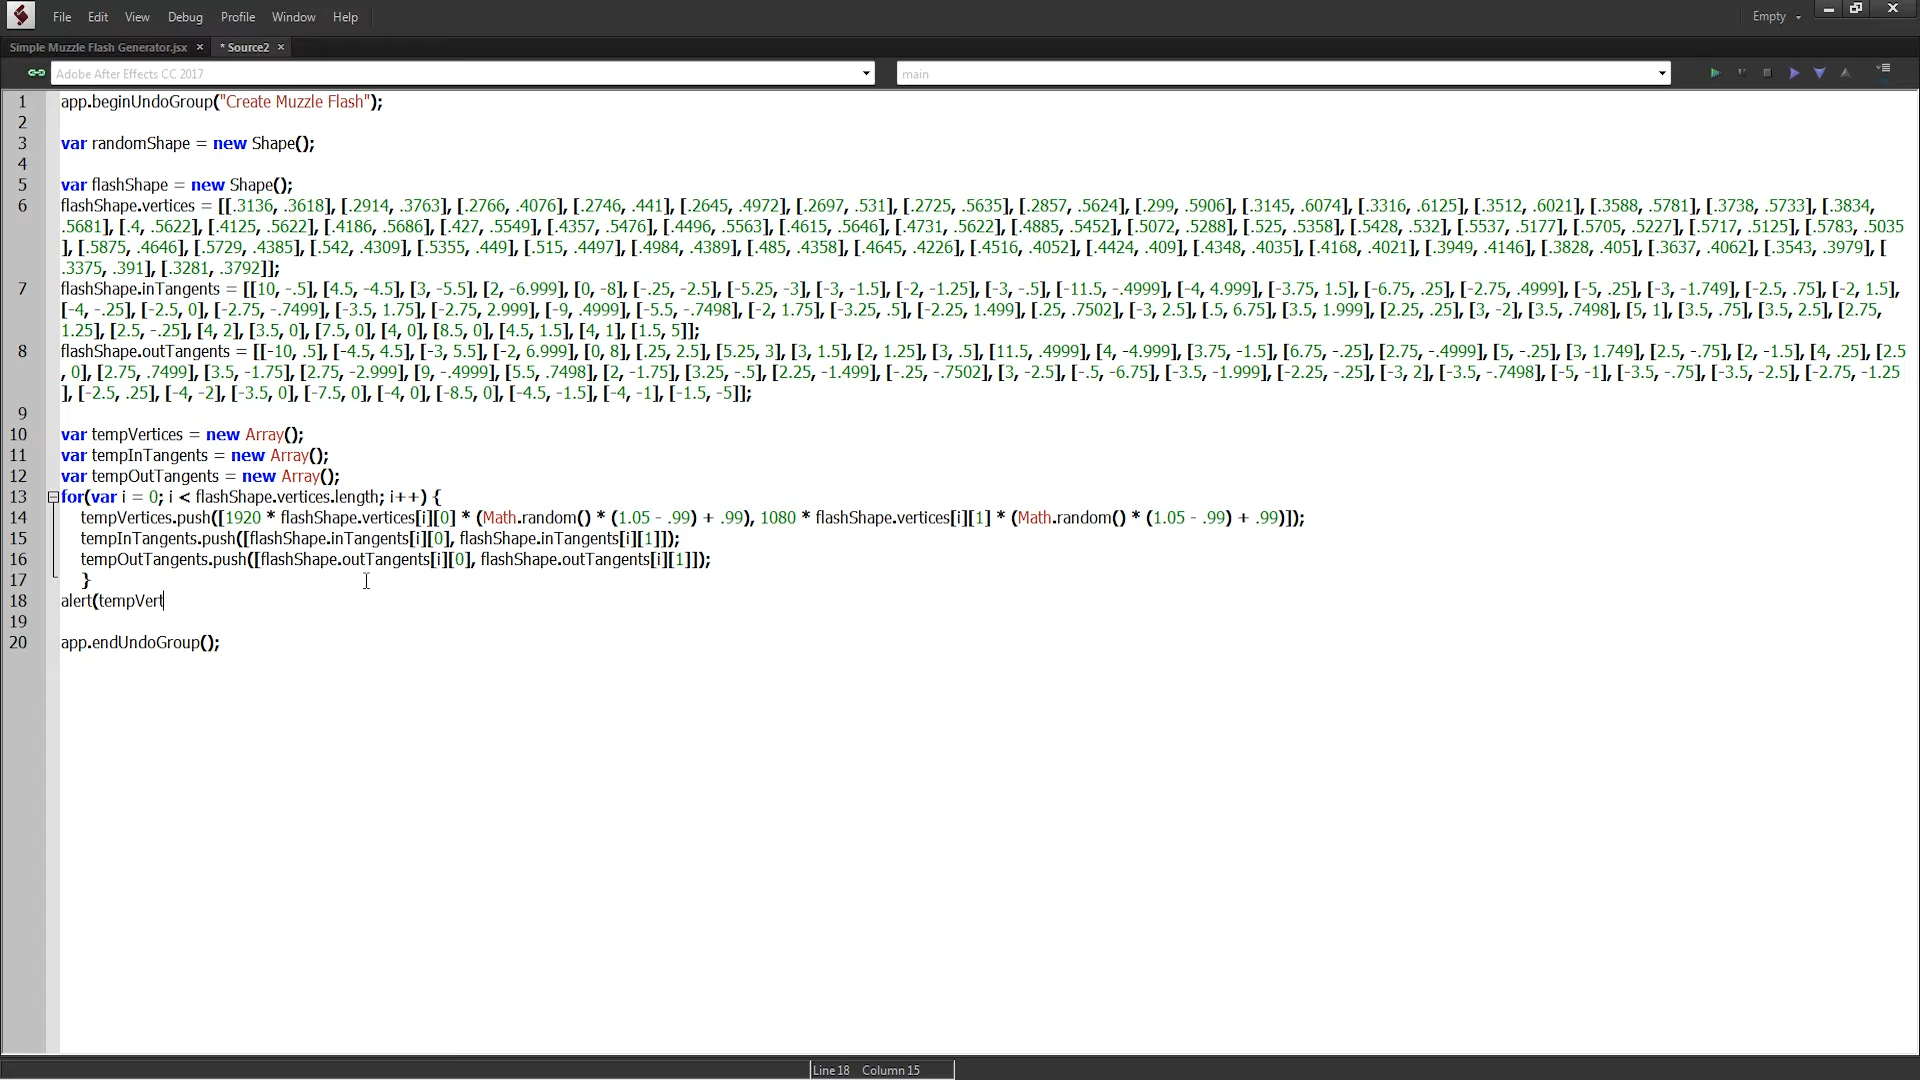 File Edit View Debug Profile Window Help Empty
Simple Muzzle Flash Generator.jsx × * Source2 ×
Adobe After Effects CC 2017 main
1 app.beginUndoGroup("Create Muzzle Flash");
2
3 var randomShape = new Shape();
4
5 var flashShape = new Shape();
6 flashShape.vertices = [[.3136, .3618], [.2914, .3763], [.2766, .4076], [.2746, .441], [.2645, .4972], [.2697, .531], [.2725, .5635], [.2857, .5624], [.299, .5906], [.3145, .6074], [.3316, .6125], [.3512, .6021], [.3588, .5781], [.3738, .5733], [.3834,
.5681], [.4, .5622], [.4125, .5622], [.4186, .5686], [.427, .5549], [.4357, .5476], [.4496, .5563], [.4615, .5646], [.4731, .5622], [.4885, .5452], [.5072, .5288], [.525, .5358], [.5428, .532], [.5537, .5177], [.5705, .5227], [.5717, .5125], [.5783, .5035
], [.5875, .4646], [.5729, .4385], [.542, .4309], [.5355, .449], [.515, .4497], [.4984, .4389], [.485, .4358], [.4645, .4226], [.4516, .4052], [.4424, .409], [.4348, .4035], [.4168, .4021], [.3949, .4146], [.3828, .405], [.3637, .4062], [.3543, .3979], [
.3375, .391], [.3281, .3792]];
7 flashShape.inTangents = [[10, -.5], [4.5, -4.5], [3, -5.5], [2, -6.999], [0, -8], [-.25, -2.5], [-5.25, -3], [-3, -1.5], [-2, -1.25], [-3, -.5], [-11.5, -.4999], [-4, 4.999], [-3.75, 1.5], [-6.75, .25], [-2.75, .4999], [-5, .25], [-3, -1.749], [-2.5, .75], [-2, 1.5],
[-4, -.25], [-2.5, 0], [-2.75, -.7499], [-3.5, 1.75], [-2.75, 2.999], [-9, .4999], [-5.5, -.7498], [-2, 1.75], [-3.25, .5], [-2.25, 1.499], [.25, .7502], [-3, 2.5], [.5, 6.75], [3.5, 1.999], [2.25, .25], [3, -2], [3.5, .7498], [5, 1], [3.5, .75], [3.5, 2.5], [2.75,
1.25], [2.5, -.25], [4, 2], [3.5, 0], [7.5, 0], [4, 0], [8.5, 0], [4.5, 1.5], [4, 1], [1.5, 5]];
8 flashShape.outTangents = [[-10, .5], [-4.5, 4.5], [-3, 5.5], [-2, 6.999], [0, 8], [.25, 2.5], [5.25, 3], [3, 1.5], [2, 1.25], [3, .5], [11.5, .4999], [4, -4.999], [3.75, -1.5], [6.75, -.25], [2.75, -.4999], [5, -.25], [3, 1.749], [2.5, -.75], [2, -1.5], [4, .25], [2.5
, 0], [2.75, .7499], [3.5, -1.75], [2.75, -2.999], [9, -.4999], [5.5, .7498], [2, -1.75], [3.25, -.5], [2.25, -1.499], [-.25, -.7502], [3, -2.5], [-.5, -6.75], [-3.5, -1.999], [-2.25, -.25], [-3, 2], [-3.5, -.7498], [-5, -1], [-3.5, -.75], [-3.5, -2.5], [-2.75, -1.25
], [-2.5, .25], [-4, -2], [-3.5, 0], [-7.5, 0], [-4, 0], [-8.5, 0], [-4.5, -1.5], [-4, -1], [-1.5, -5]];
9
10 var tempVertices = new Array();
11 var tempInTangents = new Array();
12 var tempOutTangents = new Array();
13 for(var i = 0; i < flashShape.vertices.length; i++) {
14 tempVertices.push([1920 * flashShape.vertices[i][0] * (Math.random() * (1.05 - .99) + .99), 1080 * flashShape.vertices[i][1] * (Math.random() * (1.05 - .99) + .99)]);
15 tempInTangents.push([flashShape.inTangents[i][0], flashShape.inTangents[i][1]]);
16 tempOutTangents.push([flashShape.outTangents[i][0], flashShape.outTangents[i][1]]);
17 }
18 alert(tempVert
19
20 app.endUndoGroup();
Line 18 Column 15